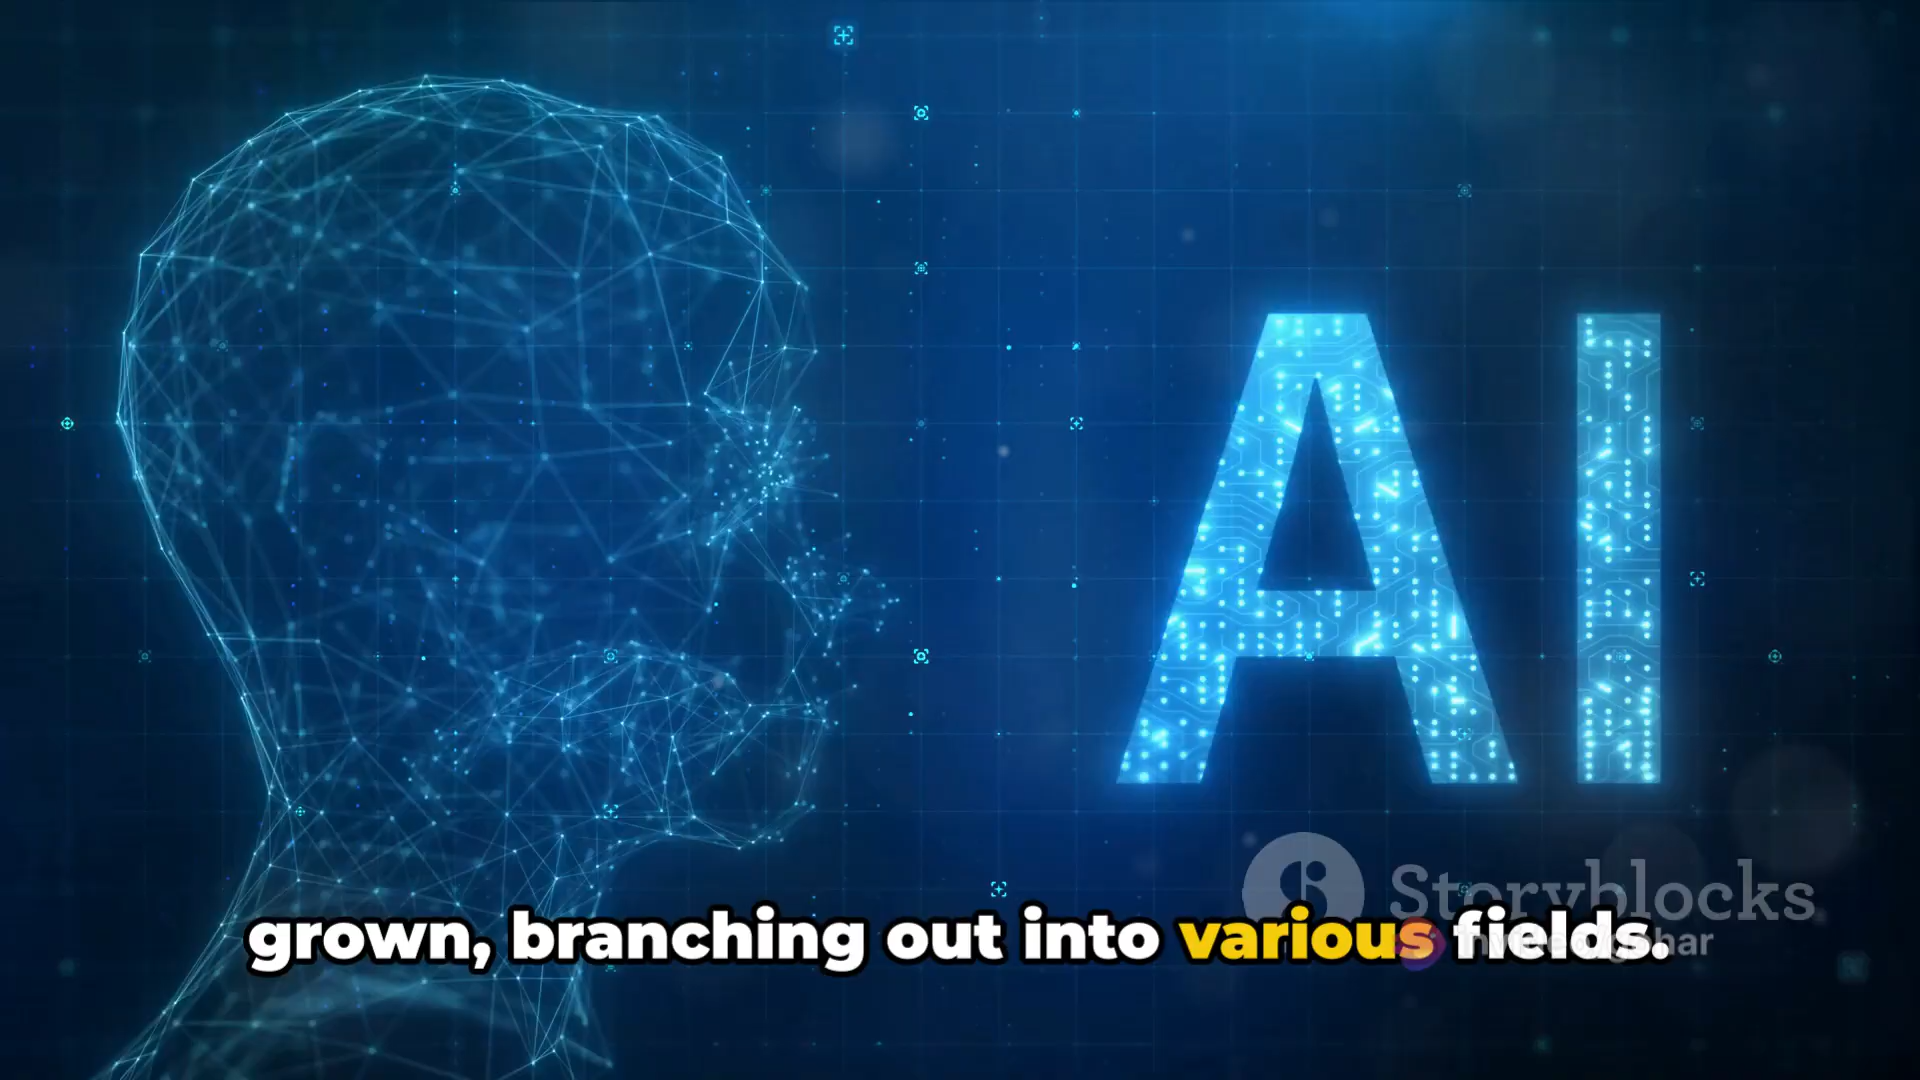 AI
Storyblocks
grown, branching out into various fields.